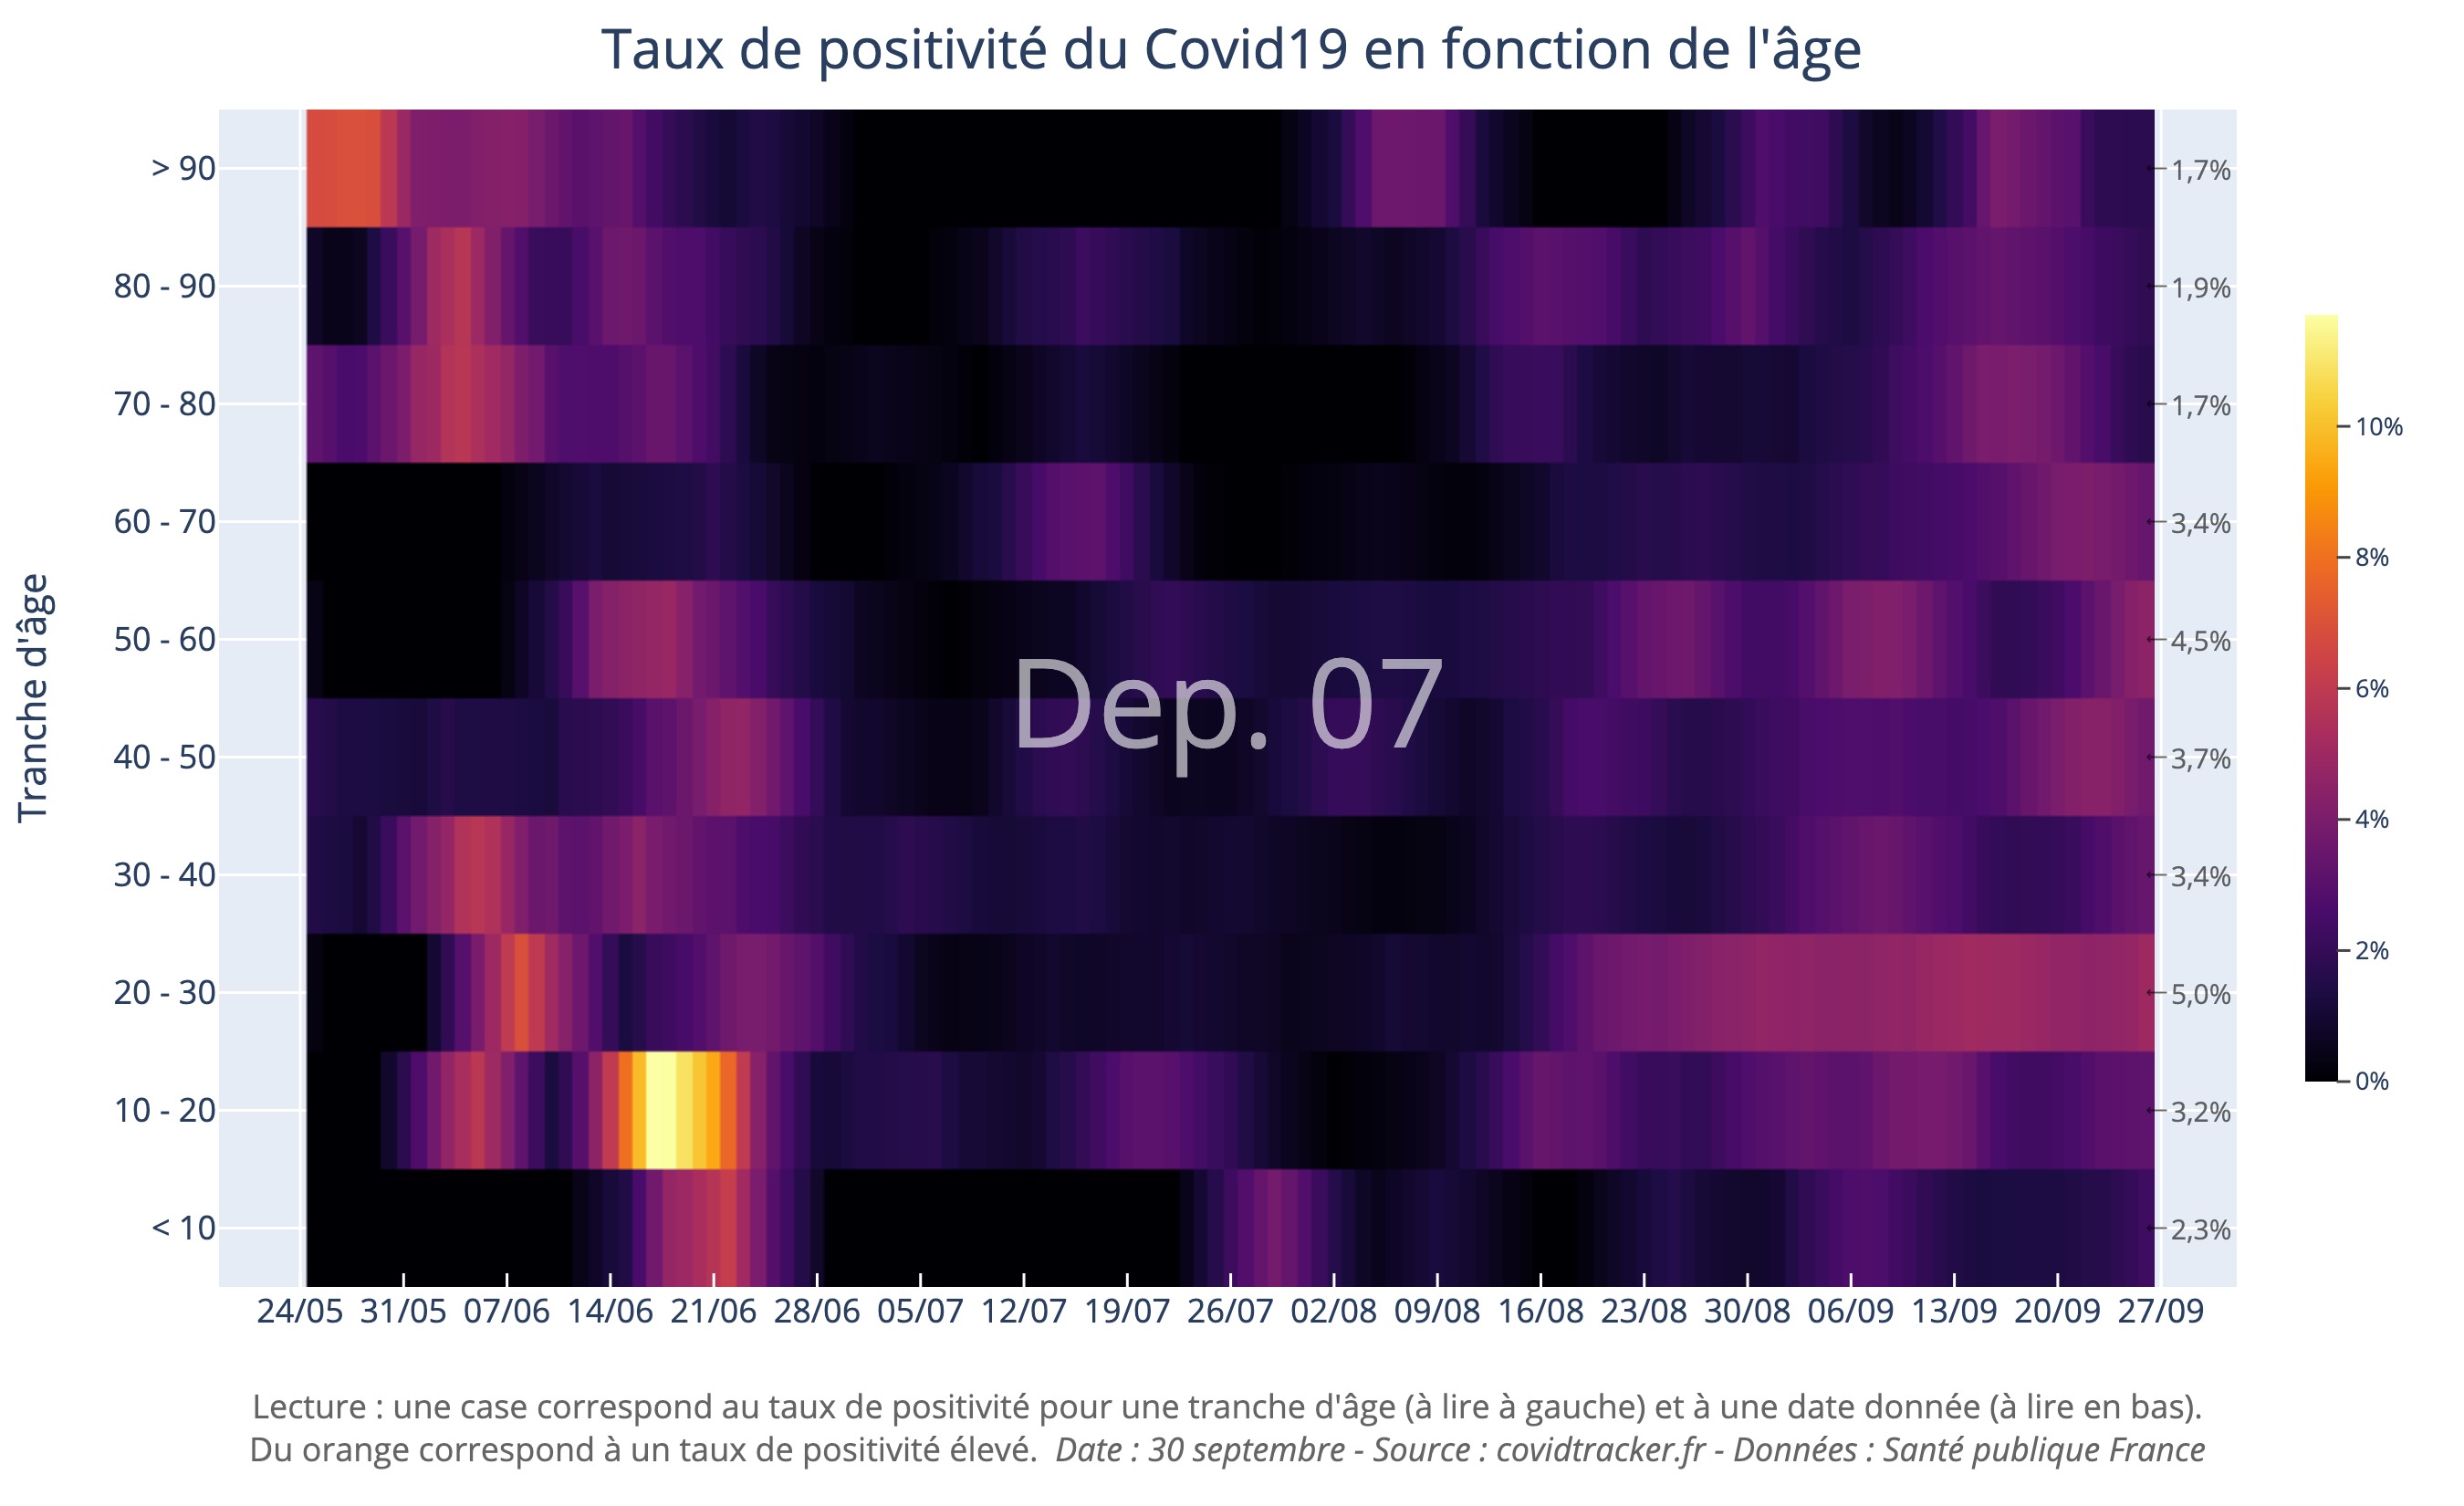 Taux de positivité du Covid19 en fonction de l'âge
Tranche d'âge
> 90
80 - 90
70 - 80
60 - 70
50 - 60
40 - 50
30 - 40
20 - 30
10 - 20
< 10
Dep. 07
1,7%
1,9%
1,7%
3,4%
4,5%
3,7%
3,4%
5,0%
3,2%
2,3%
10%
8%
6%
4%
2%
0%
24/05 31/05 07/06 14/06 21/06 28/06 05/07 12/07 19/07 26/07 02/08 09/08 16/08 23/08 30/08 06/09 13/09 20/09 27/09
Lecture : une case correspond au taux de positivité pour une tranche d'âge (à lire à gauche) et à une date donnée (à lire en bas).
Du orange correspond à un taux de positivité élevé. Date : 30 septembre - Source : covidtracker.fr - Données : Santé publique France